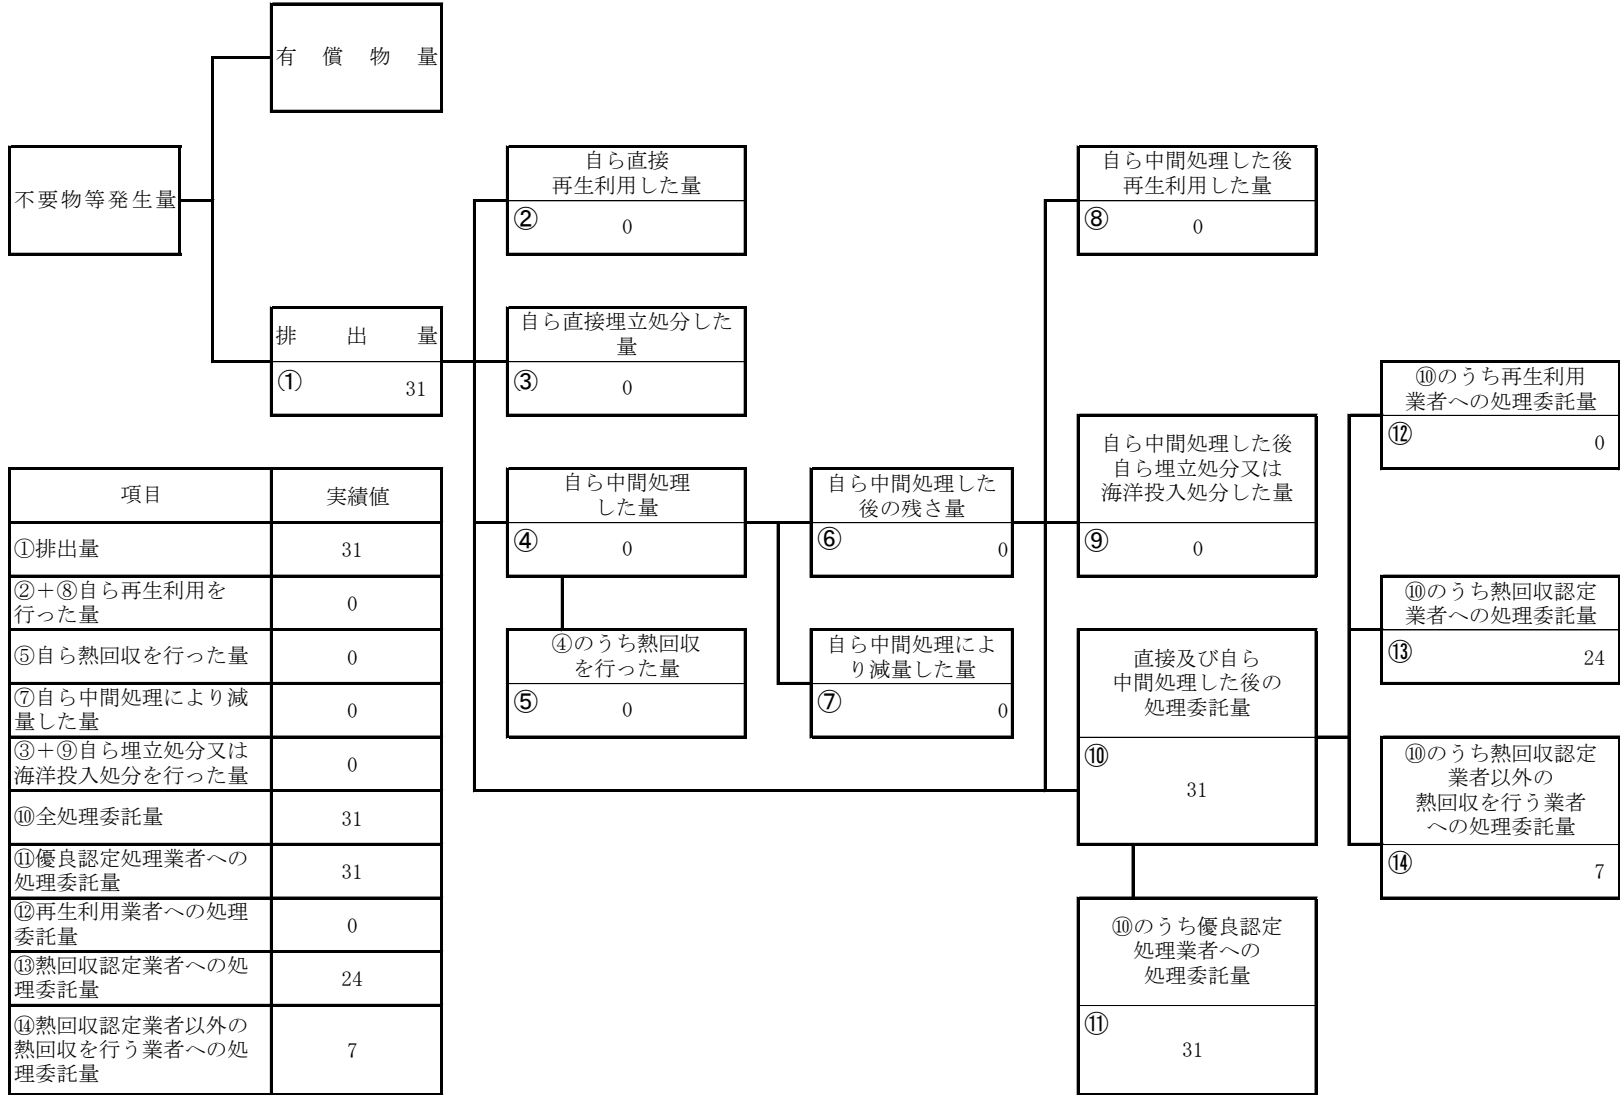 有償物量
不要物等発生量
排出量
① 31
自ら直接
再生利用した量
② 0
自ら直接埋立処分した
量
③ 0
自ら中間処理
した量
④ 0
④のうち熱回収
を行った量
⑤ 0
自ら中間処理した
後の残さ量
⑥ 0
自ら中間処理によ
り減量した量
⑦ 0
自ら中間処理した後
再生利用した量
⑧ 0
自ら中間処理した後
自ら埋立処分又は
海洋投入処分した量
⑨ 0
直接及び自ら
中間処理した後の
処理委託量
⑩
31
⑩のうち優良認定
処理業者への
処理委託量
⑪
31
⑩のうち再生利用
業者への処理委託量
⑫ 0
⑩のうち熱回収認定
業者への処理委託量
⑬ 24
⑩のうち熱回収認定
業者以外の
熱回収を行う業者
への処理委託量
⑭ 7
項目 実績値
①排出量 31
②+⑧自ら再生利用を
行った量 0
⑤自ら熱回収を行った量 0
⑦自ら中間処理により減
量した量 0
③+⑨自ら埋立処分又は
海洋投入処分を行った量 0
⑩全処理委託量 31
⑪優良認定処理業者への
処理委託量 31
⑫再生利用業者への処理
委託量 0
⑬熱回収認定業者への処
理委託量 24
⑭熱回収認定業者以外の
熱回収を行う業者への処 7
理委託量